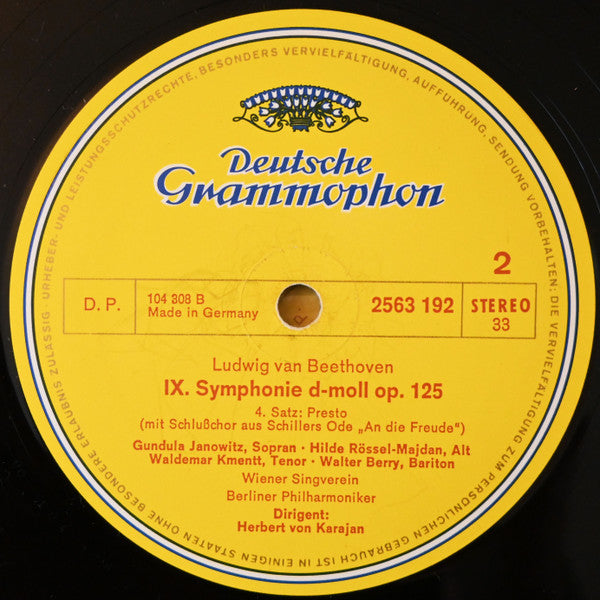 URHEBER- UND LEISTUNGSSCHUTZRECHTE, BESONDERS VERVIELFÄLTIGUNG, AUFFÜHRUNG, SENDUNG VORBEHALTEN; DIE VERVIELFÄLTIGUNG ZUM PERSÖNLICHEN GEBRAUCH IST IN EINIGEN STAATEN OHNE BESONDERE ERLAUBNIS ZULÄSSIG ·
Deutsche
Grammophon
2
D. P.
104 308 B
Made in Germany
2563 192
STEREO
33
Ludwig van Beethoven
IX. Symphonie d-moll op. 125
4. Satz: Presto
(mit Schlußchor aus Schillers Ode „An die Freude“)
Gundula Janowitz, Sopran · Hilde Rössel-Majdan, Alt
Waldemar Kmentt, Tenor · Walter Berry, Bariton
Wiener Singverein
Berliner Philharmoniker
Dirigent:
Herbert von Karajan